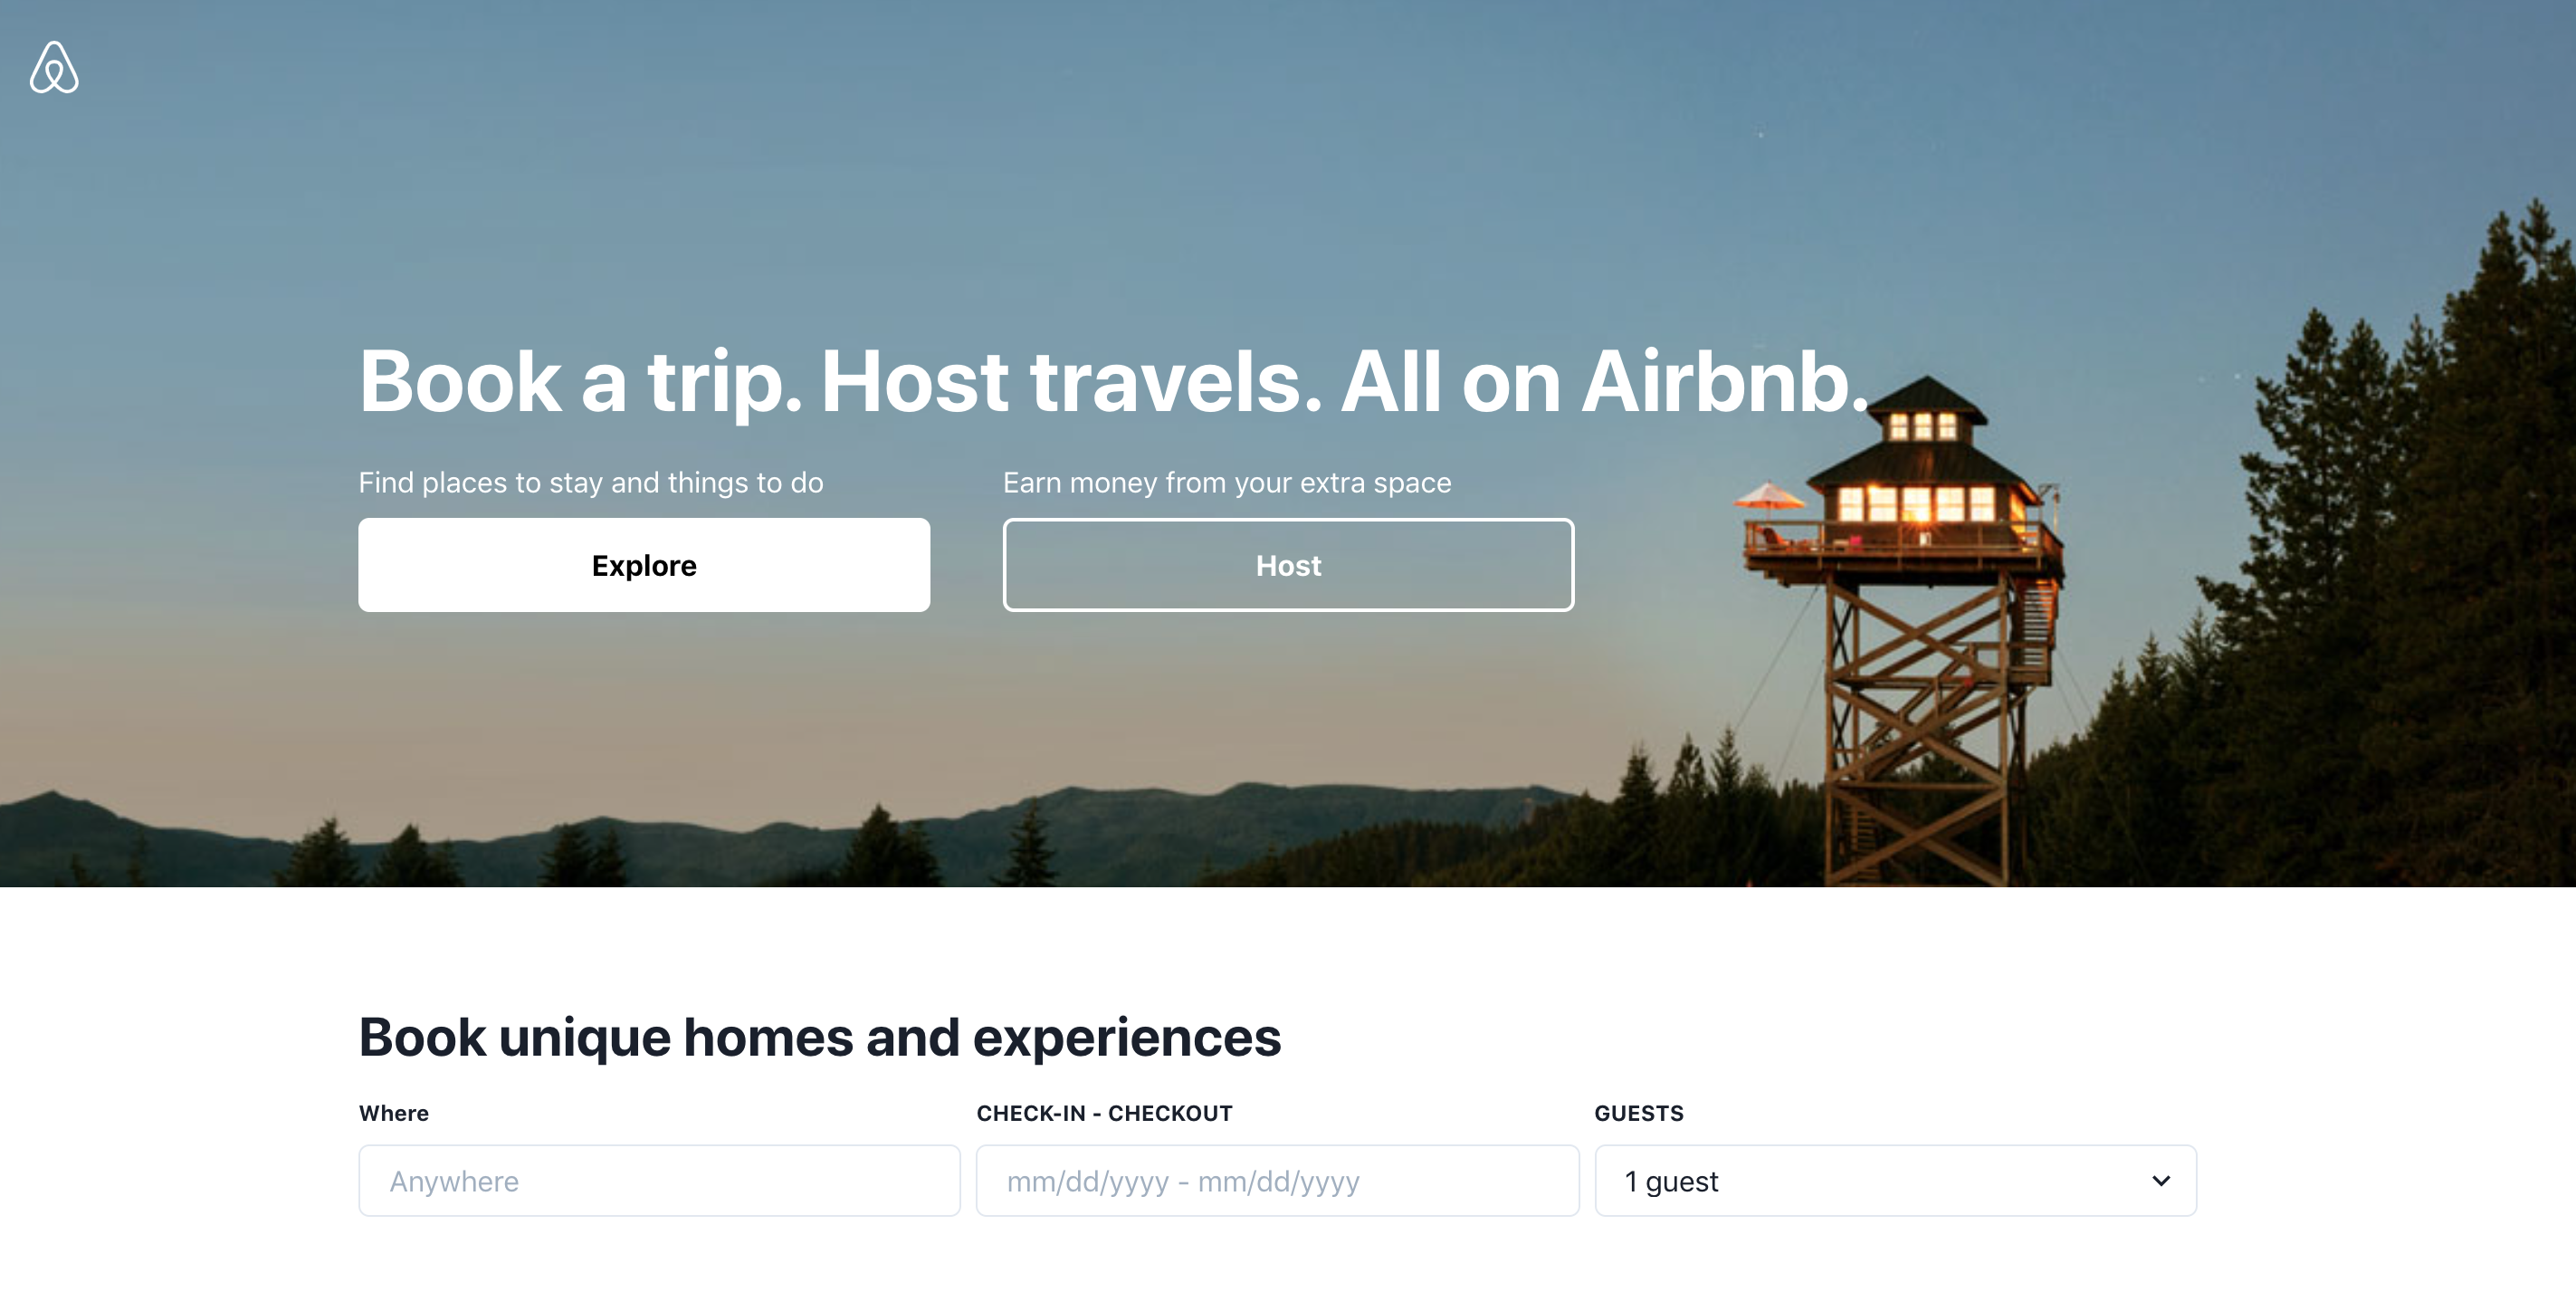 Book a trip. Host travels. All on Airbnb.
Find places to stay and things to do
Earn money from your extra space
Explore
Host
Book unique homes and experiences
Where
CHECK-IN - CHECKOUT
GUESTS
Anywhere
mm/dd/yyyy - mm/dd/yyyy
1 guest